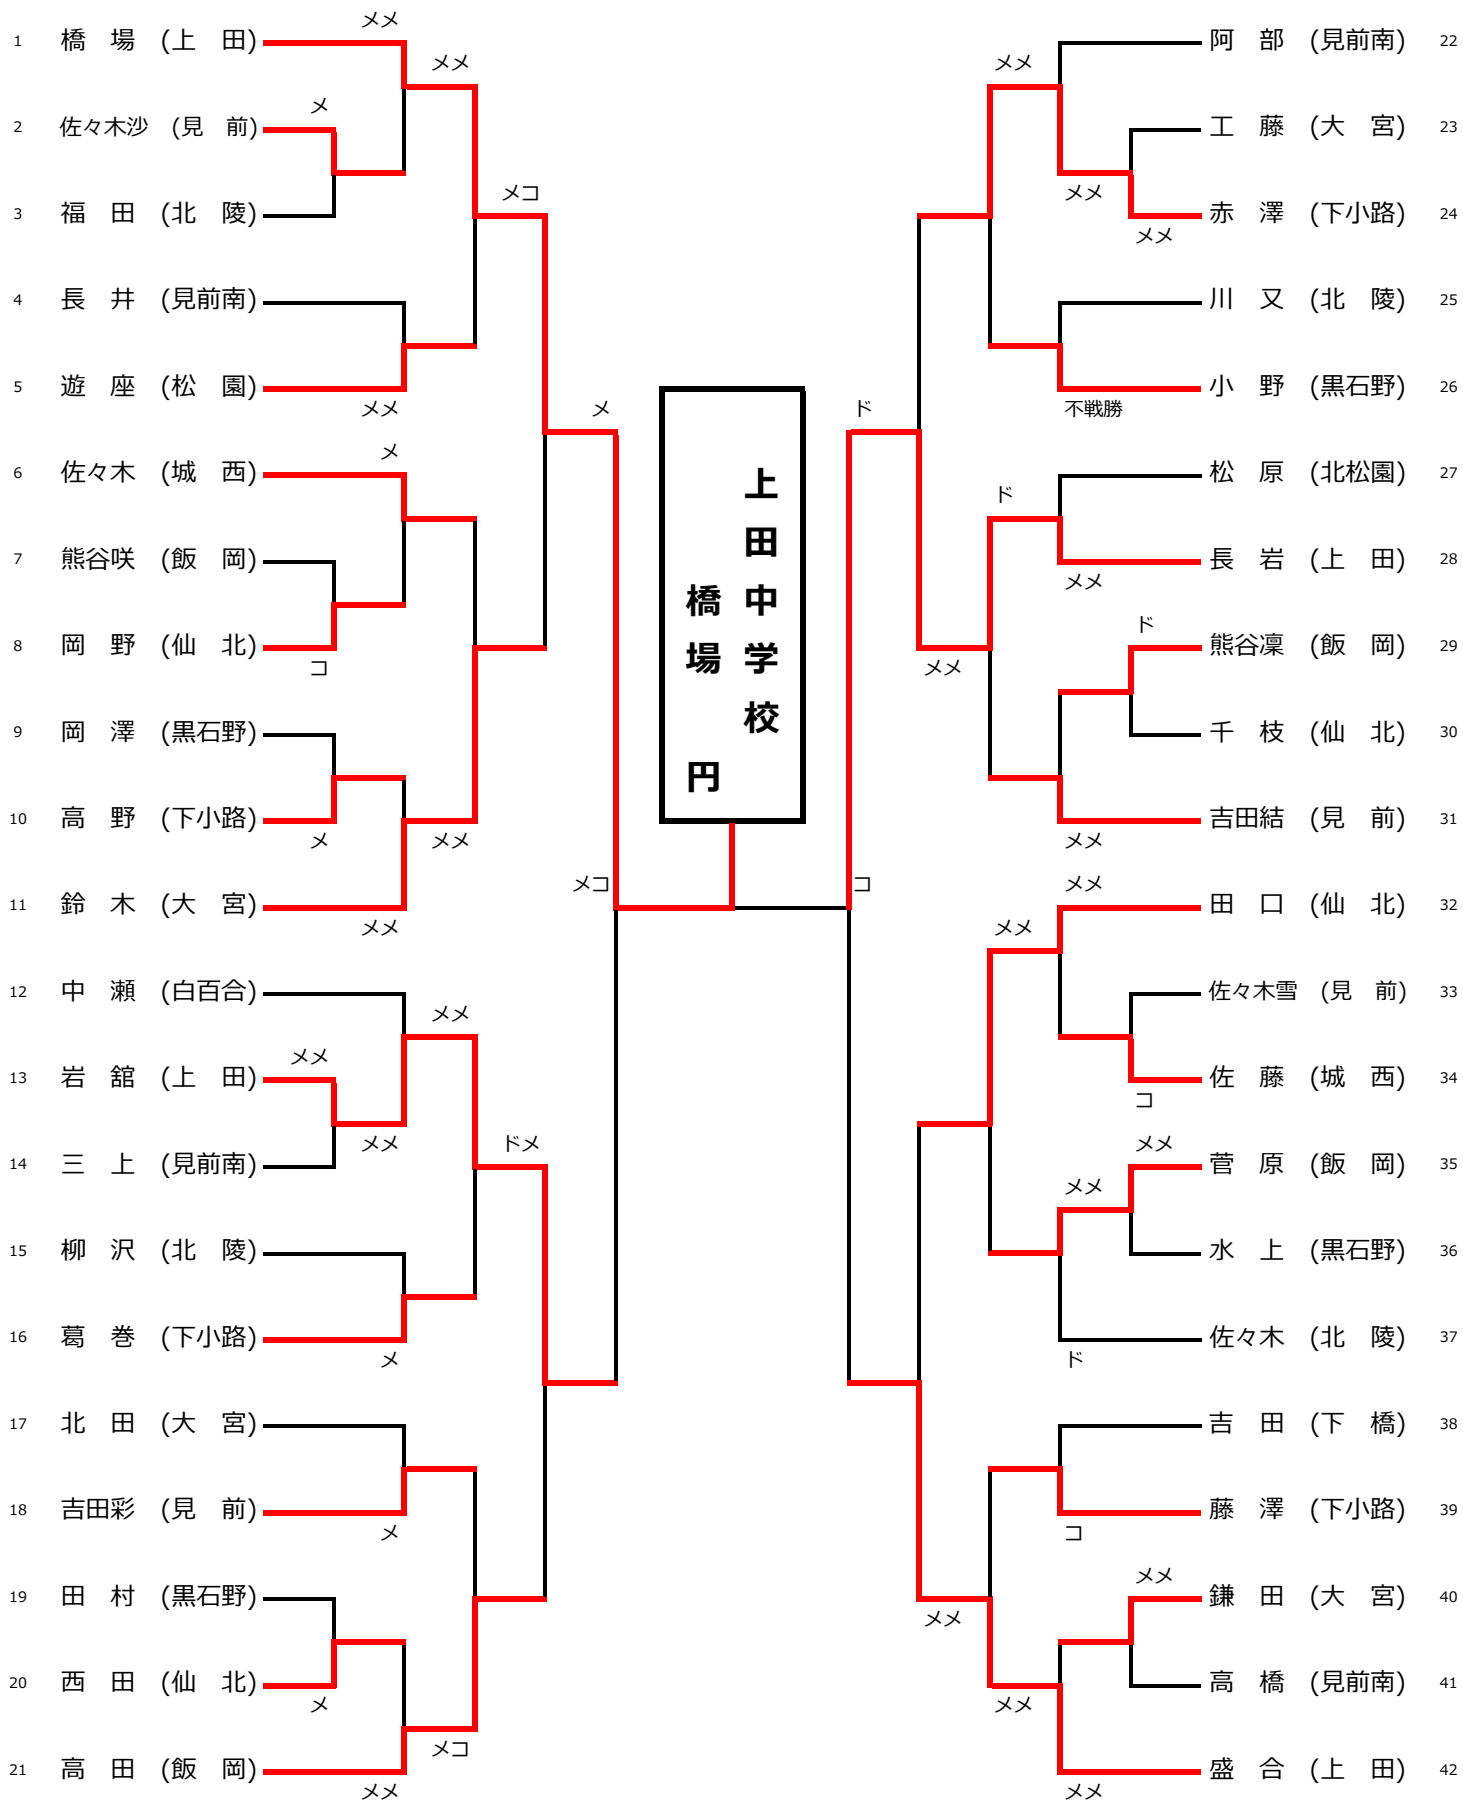 メメ
1 橋　場　(上　田)
メメ
メ
2 佐々木沙　(見　前)
メコ
3 福　田　(北　陵)
4 長　井　(見前南)
5 遊　座　(松　園)
メメ
メ
メ
6 佐々木　(城　西)
7 熊谷咲　(飯　岡)
8 岡　野　(仙　北)
コ
9 岡　澤　(黒石野)
10 高　野　(下小路)
メ
メメ
メコ
11 鈴　木　(大　宮)
メメ
12 中　瀬　(白百合)
メメ
メメ
13 岩　舘　(上　田)
メメ
ドメ
14 三　上　(見前南)
15 柳　沢　(北　陵)
16 葛　巻　(下小路)
メ
17 北　田　(大　宮)
18 吉田彩　(見　前)
メ
19 田　村　(黒石野)
20 西　田　(仙　北)
メ
メコ
21 高　田　(飯　岡)
メメ
上田中学校
橋場　円
阿　部　(見前南) 22
メメ
工　藤　(大　宮) 23
メメ
赤　澤　(下小路) 24
メメ
川　又　(北　陵) 25
小　野　(黒石野) 26
不戦勝
ド
松　原　(北松園) 27
ド
長　岩　(上　田) 28
メメ
ド
熊谷凜　(飯　岡) 29
メメ
千　枝　(仙　北) 30
吉田結　(見　前) 31
メメ
コ
メメ
田　口　(仙　北) 32
メメ
佐々木雪　(見　前) 33
佐　藤　(城　西) 34
コ
メメ
菅　原　(飯　岡) 35
メメ
水　上　(黒石野) 36
佐々木　(北　陵) 37
ド
吉　田　(下　橋) 38
藤　澤　(下小路) 39
コ
メメ
鎌　田　(大　宮) 40
メメ
高　橋　(見前南) 41
メメ
盛　合　(上　田) 42
メメ